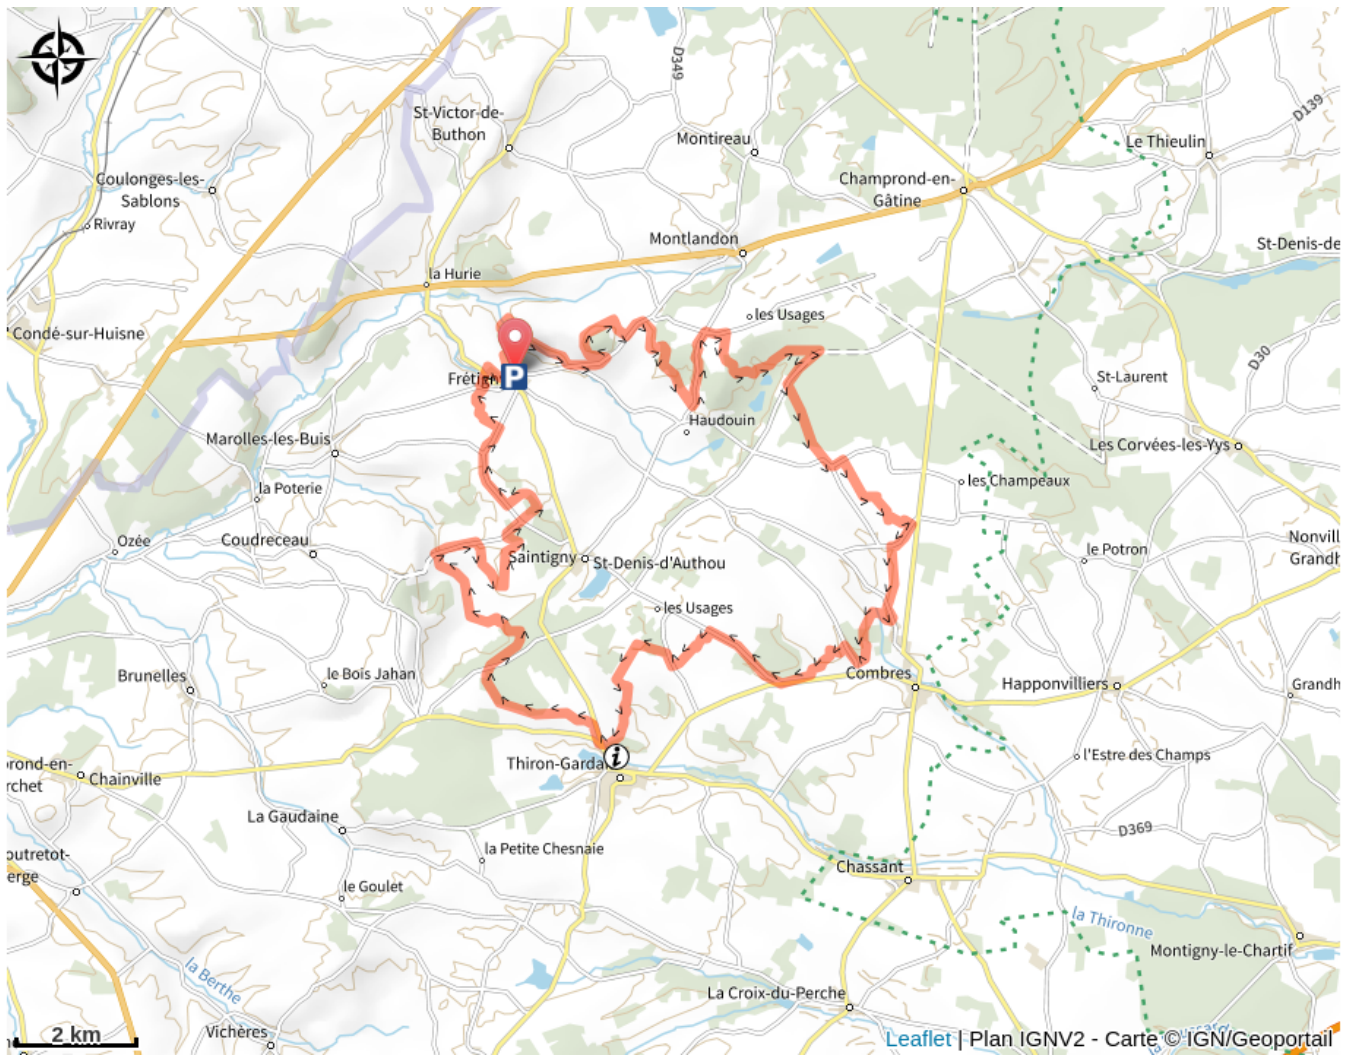 D349
D139
St-Victor-de-
Buthon
Montireau
Le Thieulin
Coulonges-les-
Sablons
Champrond-en-
Gâtine
Rivray
Montlandon
St-Denis-de
la Hurie
les Usages
Condé-sur-Huisne
D30
P
St-Laurent
Haudouin
Marolles-les-Buis
Les Corvées-les-Yys
la Poterie
les Champeaux
Ozée
Coudreceau
Nonvill
Grandh
le Potron
Saintigny
St-Denis-d'Authou
les Usages
Brunelles
le Bois Jahan
Combres
Happonvilliers
Grandh
i
Thiron-Garda
l'Estre des Champs
rond-en-
rchet
Chainville
La Gaudaine
D369
la Petite Chesnaie
outretot-
erge
Chassant
le Goulet
la Thironne
Montigny-le-Chartif
la Berthe
La Croix-du-Perche
Vichères
2 km
Leaflet | Plan IGNV2 - Carte © IGN/Geoportail